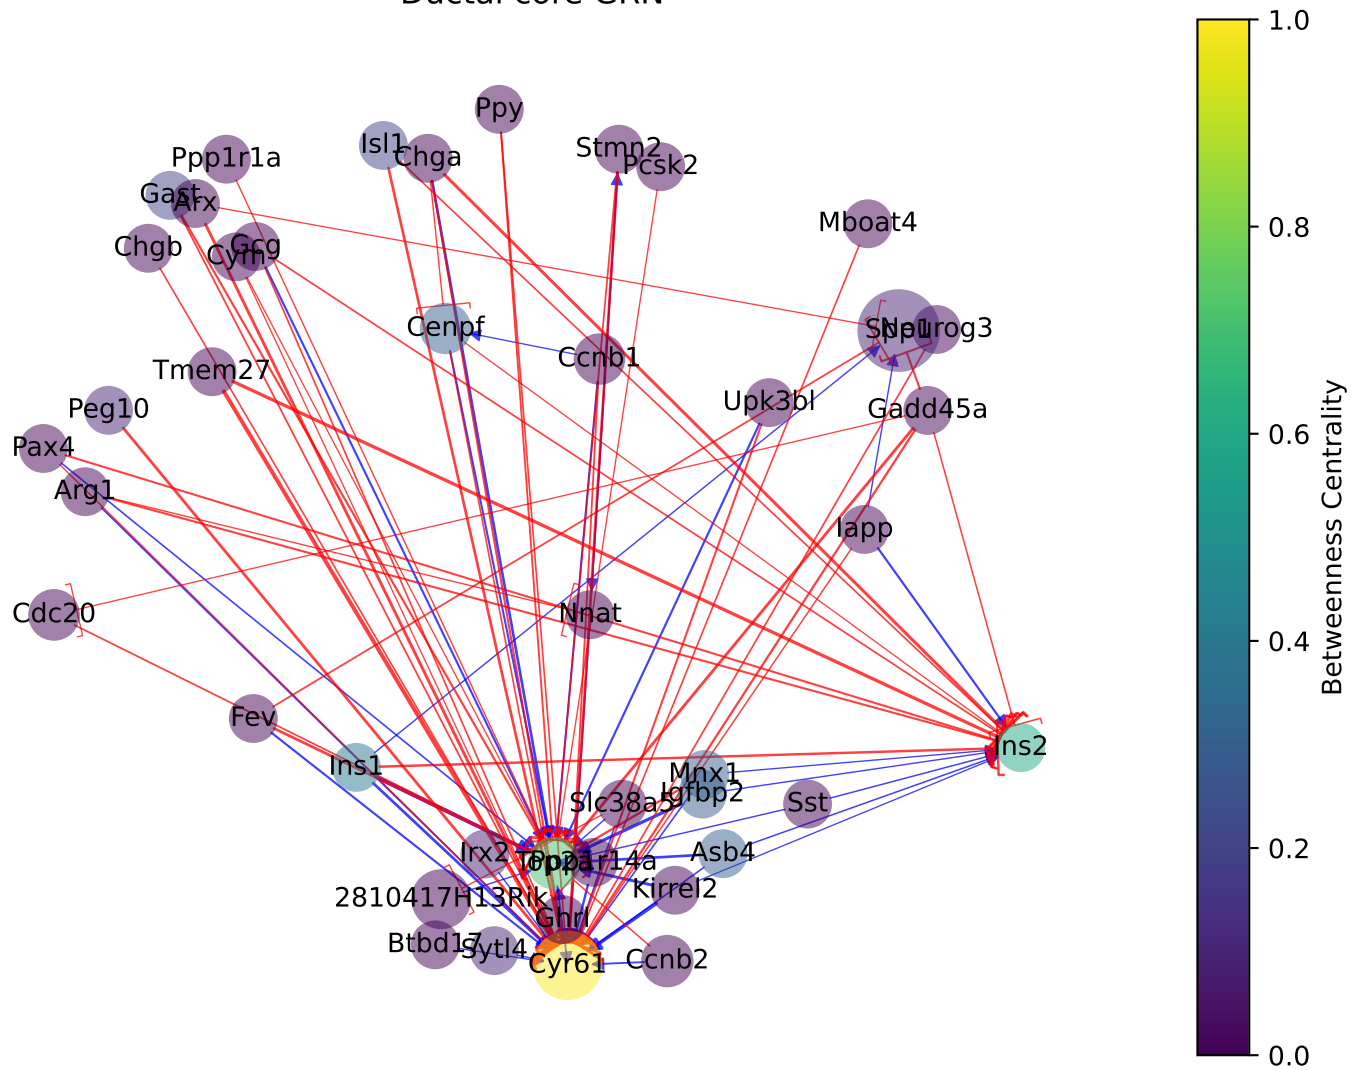 Ductal core GRN
Ppy
Isl1
Chga
Stmn2
Pcsk2
Ppp1r1a
Gast
Arx
Mboat4
Chgb
Cym
Gcg
Cenpf
Ccnb1
Spp1
Neurog3
Tmem27
Peg10
Upk3bl
Gadd45a
Pax4
Arg1
Iapp
Cdc20
Nnat
Fev
Ins1
Ins2
Mnx1
Igfbp2
Slc38a5
Sst
Irx2
Top2a
Ppp1r14a
Asb4
2810417H13Rik
Kirrel2
Ghrl
Btbd17
Sytl4
Cyr61
Ccnb2
1.0
0.8
0.6
0.4
0.2
0.0
Betweenness Centrality